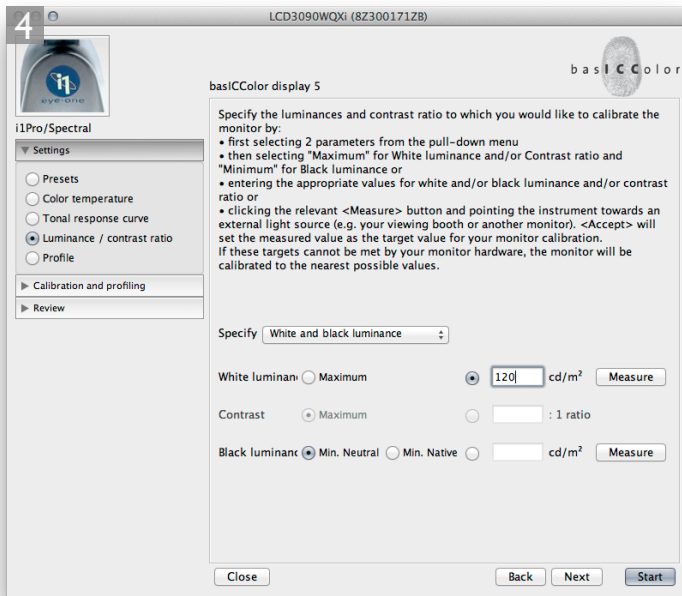 4
LCD3090WQXi (8Z300171ZB)
i1
eye-one
basICColor
basICColor display 5
i1Pro/Spectral
Settings
Presets
Color temperature
Tonal response curve
Luminance / contrast ratio
Profile
Calibration and profiling
Review
Specify the luminances and contrast ratio to which you would like to calibrate the
monitor by:
• first selecting 2 parameters from the pull-down menu
• then selecting "Maximum" for White luminance and/or Contrast ratio and
"Minimum" for Black luminance or
• entering the appropriate values for white and/or black luminance and/or contrast
ratio or
• clicking the relevant <Measure> button and pointing the instrument towards an
external light source (e.g. your viewing booth or another monitor). <Accept> will
set the measured value as the target value for your monitor calibration.
If these targets cannot be met by your monitor hardware, the monitor will be
calibrated to the nearest possible values.
Specify White and black luminance
White luminan Maximum 120 cd/m² Measure
Contrast Maximum : 1 ratio
Black luminanc Min. Neutral Min. Native cd/m² Measure
Close Back Next Start